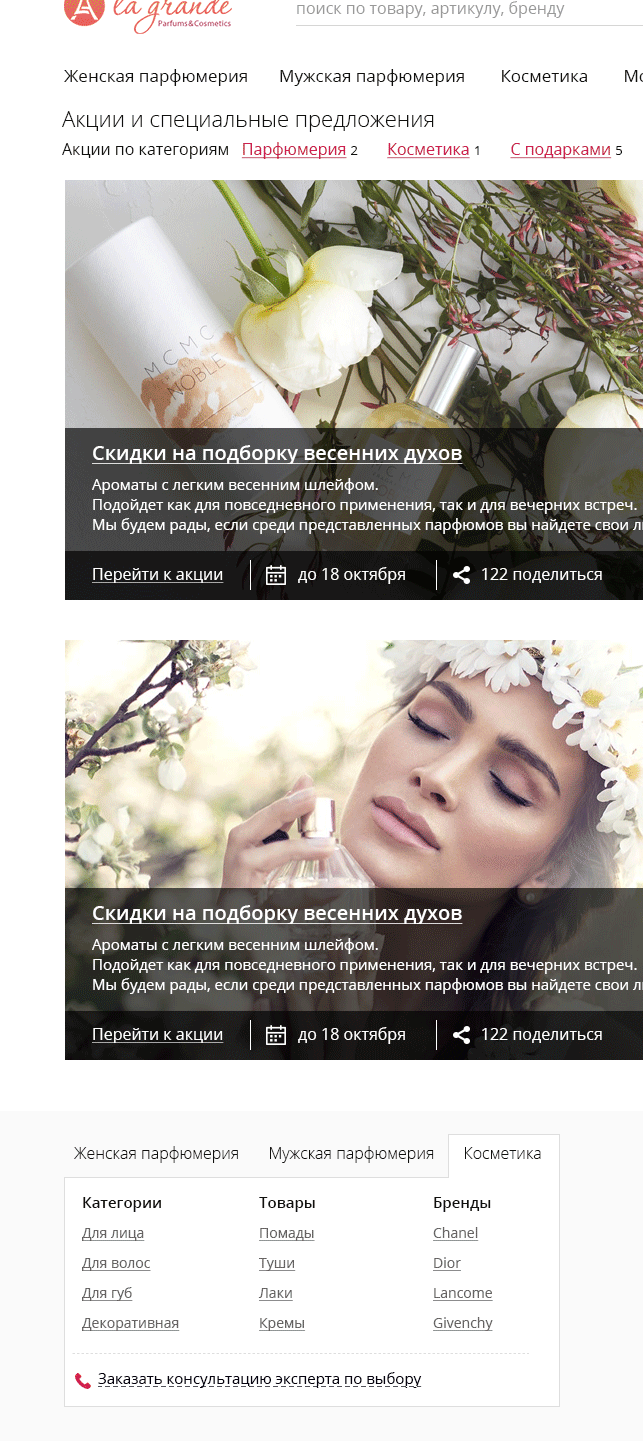 la grande
Parfums&Cosmetics
поиск по товару, артикулу, бренду
Женская парфюмерия Мужская парфюмерия Косметика
Акции и специальные предложения
Акции по категориям Парфюмерия 2 Косметика 1 С подарками 5
MCMC
NOBLE
Скидки на подборку весенних духов
Ароматы с легким весенним шлейфом.
Подойдет как для повседневного применения, так и для вечерних встреч.
Мы будем рады, если среди представленных парфюмов вы найдете свои
Перейти к акции до 18 октября 122 поделиться
Скидки на подборку весенних духов
Ароматы с легким весенним шлейфом.
Подойдет как для повседневного применения, так и для вечерних встреч.
Мы будем рады, если среди представленных парфюмов вы найдете свои
Перейти к акции до 18 октября 122 поделиться
Женская парфюмерия Мужская парфюмерия Косметика
Категории Товары Бренды
Для лица Помады Chanel
Для волос Туши Dior
Для губ Лаки Lancome
Декоративная Кремы Givenchy
Заказать консультацию эксперта по выбору